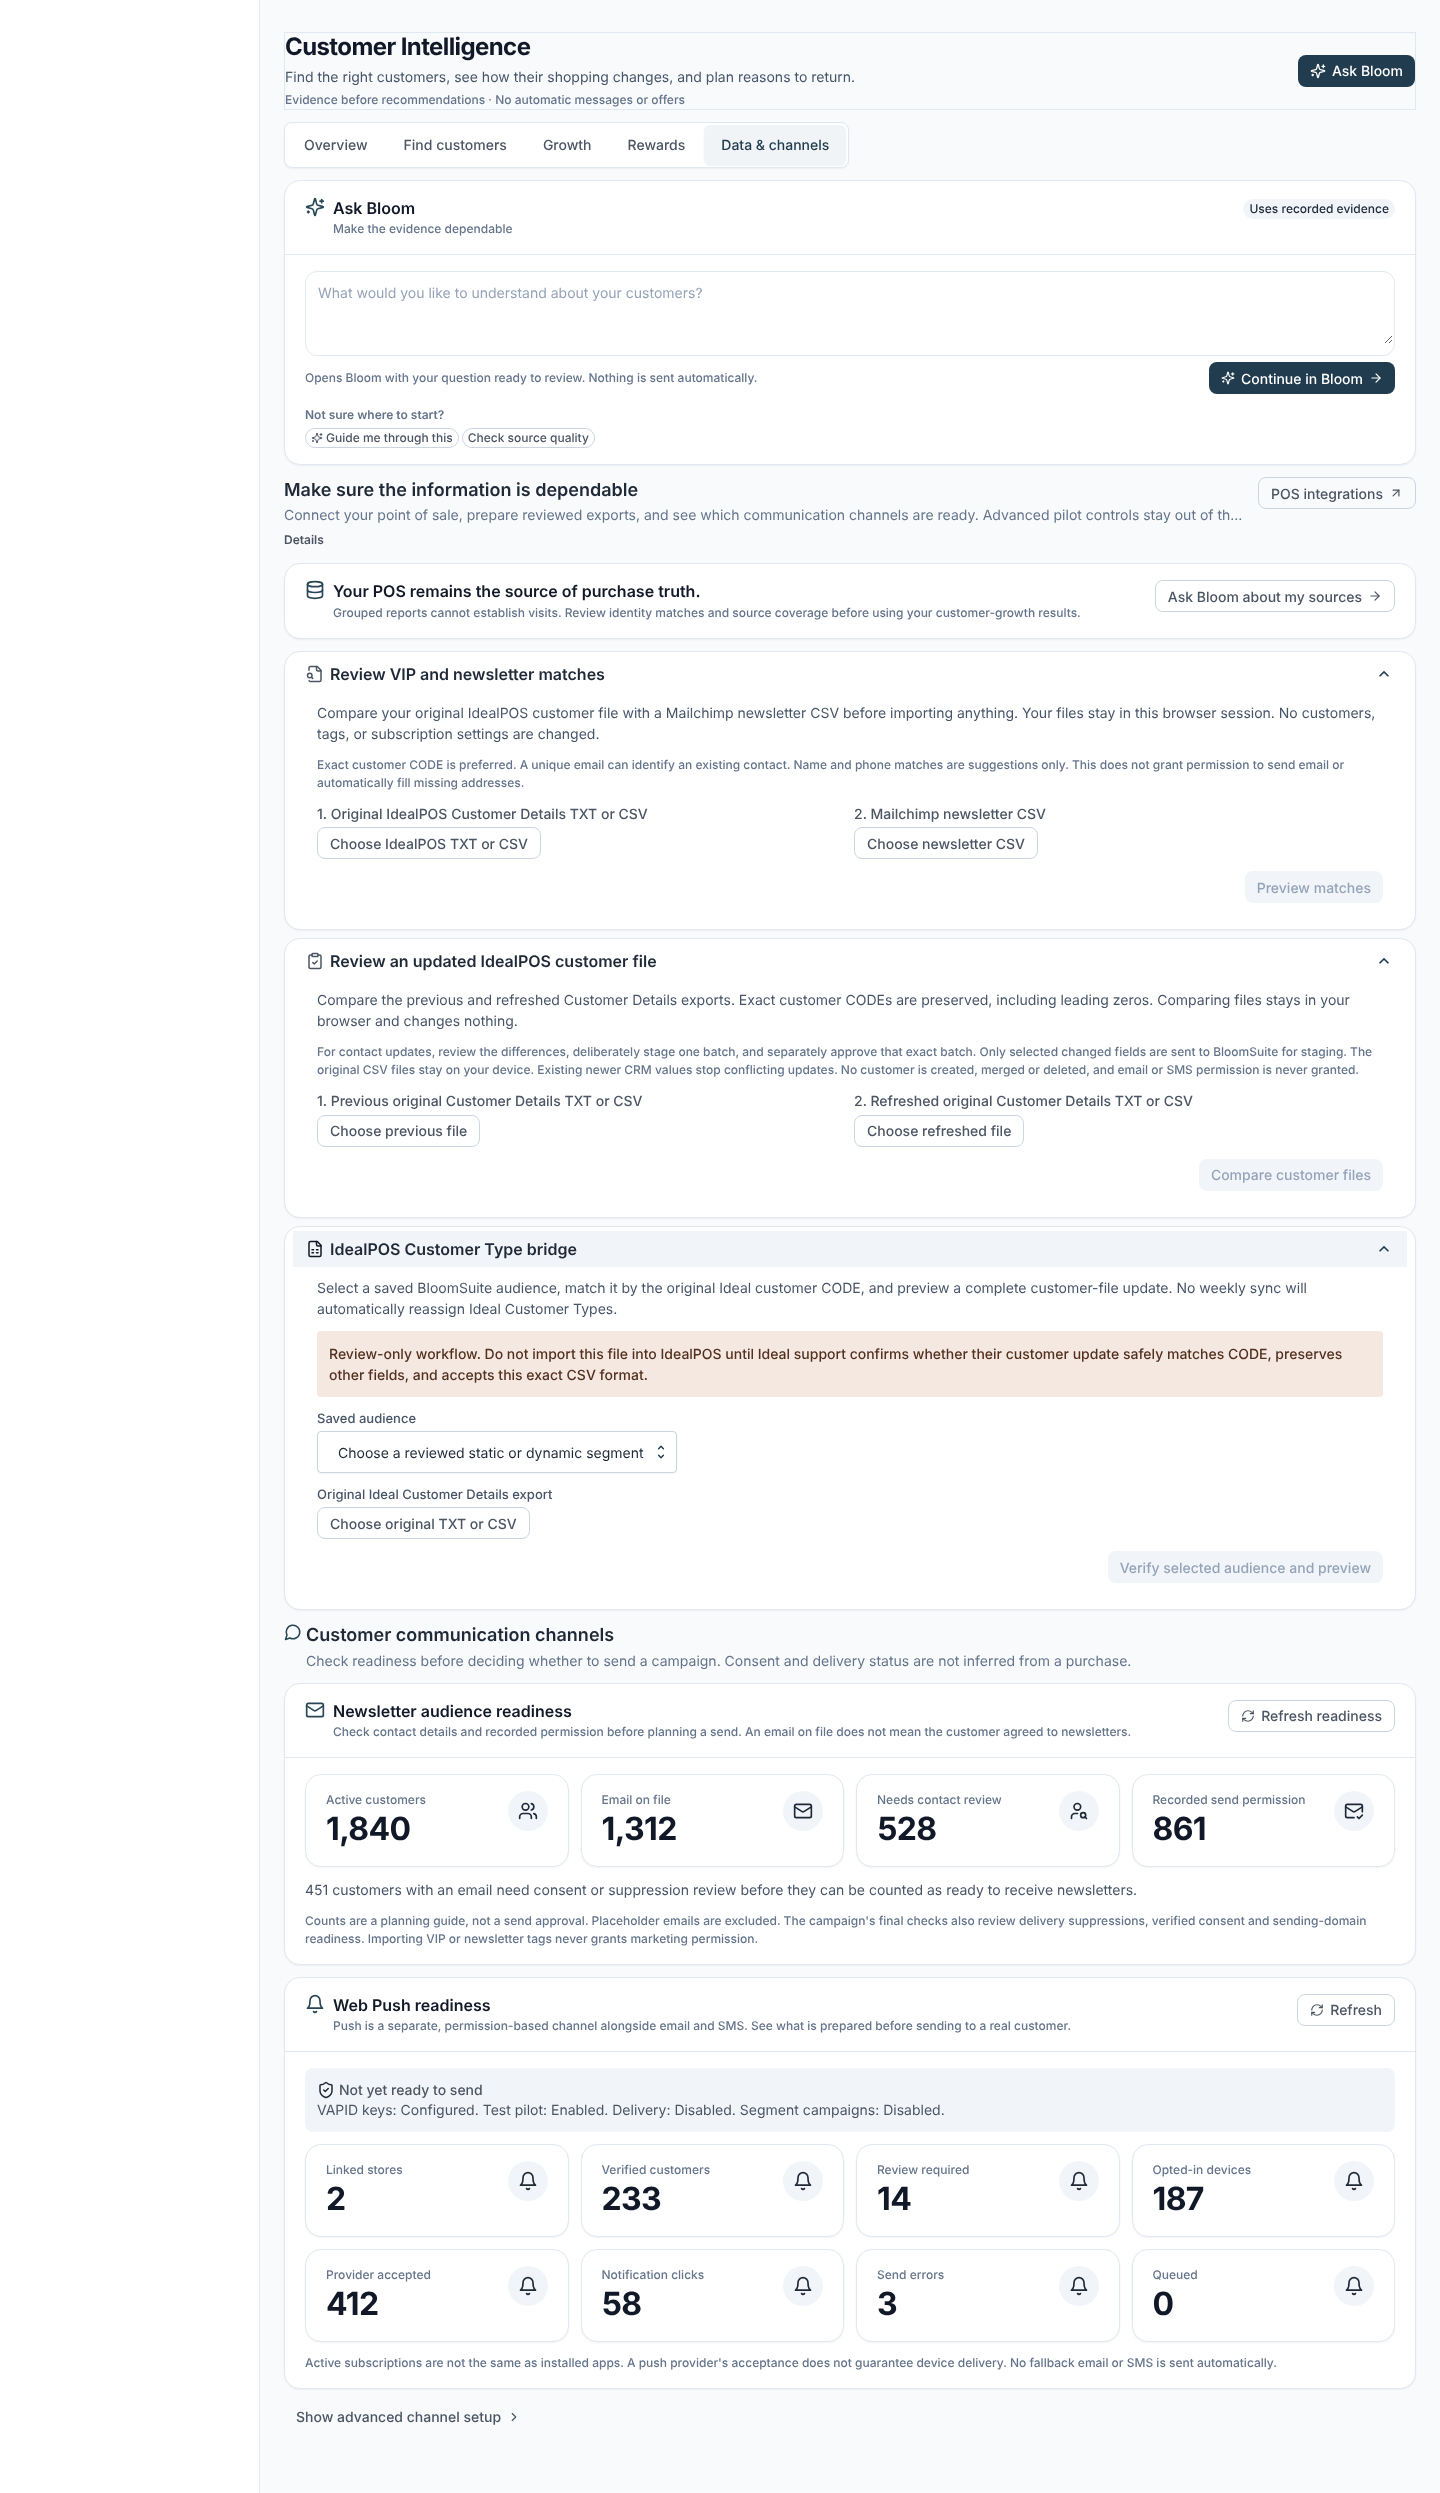 Customer Intelligence
Find the right customers, see how their shopping changes, and plan reasons to return.
Evidence before recommendations · No automatic messages or offers
Ask Bloom
Overview
Find customers
Growth
Rewards
Data & channels
Ask Bloom
Make the evidence dependable
Uses recorded evidence
What would you like to understand about your customers?
Opens Bloom with your question ready to review. Nothing is sent automatically.
Continue in Bloom
Not sure where to start?
Guide me through this
Check source quality
Make sure the information is dependable
Connect your point of sale, prepare reviewed exports, and see which communication channels are ready. Advanced pilot controls stay out of th...
Details
POS integrations
Your POS remains the source of purchase truth.
Grouped reports cannot establish visits. Review identity matches and source coverage before using your customer-growth results.
Ask Bloom about my sources
Review VIP and newsletter matches
Compare your original IdealPOS customer file with a Mailchimp newsletter CSV before importing anything. Your files stay in this browser session. No customers,
tags, or subscription settings are changed.
Exact customer CODE is preferred. A unique email can identify an existing contact. Name and phone matches are suggestions only. This does not grant permission to send email or
automatically fill missing addresses.
1. Original IdealPOS Customer Details TXT or CSV
Choose IdealPOS TXT or CSV
2. Mailchimp newsletter CSV
Choose newsletter CSV
Preview matches
Review an updated IdealPOS customer file
Compare the previous and refreshed Customer Details exports. Exact customer CODEs are preserved, including leading zeros. Comparing files stays in your
browser and changes nothing.
For contact updates, review the differences, deliberately stage one batch, and separately approve that exact batch. Only selected changed fields are sent to BloomSuite for staging. The
original CSV files stay on your device. Existing newer CRM values stop conflicting updates. No customer is created, merged or deleted, and email or SMS permission is never granted.
1. Previous original Customer Details TXT or CSV
Choose previous file
2. Refreshed original Customer Details TXT or CSV
Choose refreshed file
Compare customer files
IdealPOS Customer Type bridge
Select a saved BloomSuite audience, match it by the original Ideal customer CODE, and preview a complete customer-file update. No weekly sync will
automatically reassign Ideal Customer Types.
Review-only workflow. Do not import this file into IdealPOS until Ideal support confirms whether their customer update safely matches CODE, preserves
other fields, and accepts this exact CSV format.
Saved audience
Choose a reviewed static or dynamic segment
Original Ideal Customer Details export
Choose original TXT or CSV
Verify selected audience and preview
Customer communication channels
Check readiness before deciding whether to send a campaign. Consent and delivery status are not inferred from a purchase.
Newsletter audience readiness
Check contact details and recorded permission before planning a send. An email on file does not mean the customer agreed to newsletters.
Refresh readiness
Active customers
1,840
Email on file
1,312
Needs contact review
528
Recorded send permission
861
451 customers with an email need consent or suppression review before they can be counted as ready to receive newsletters.
Counts are a planning guide, not a send approval. Placeholder emails are excluded. The campaign's final checks also review delivery suppressions, verified consent and sending-domain
readiness. Importing VIP or newsletter tags never grants marketing permission.
Web Push readiness
Push is a separate, permission-based channel alongside email and SMS. See what is prepared before sending to a real customer.
Refresh
Not yet ready to send
VAPID keys: Configured. Test pilot: Enabled. Delivery: Disabled. Segment campaigns: Disabled.
Linked stores
2
Verified customers
233
Review required
14
Opted-in devices
187
Provider accepted
412
Notification clicks
58
Send errors
3
Queued
0
Active subscriptions are not the same as installed apps. A push provider's acceptance does not guarantee device delivery. No fallback email or SMS is sent automatically.
Show advanced channel setup